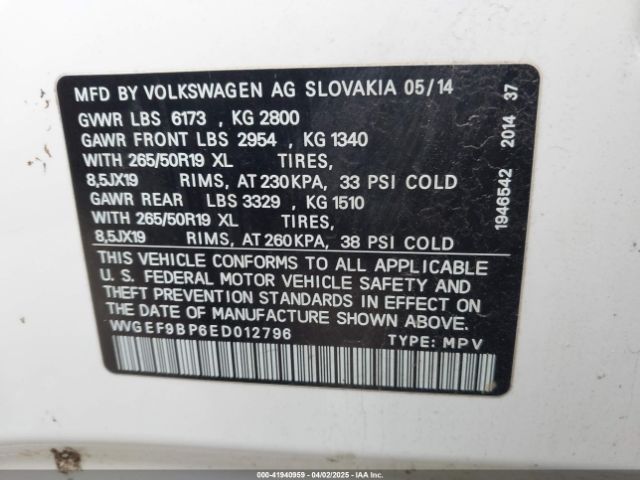 MFD BY VOLKSWAGEN AG SLOVAKIA 05/14
GVWR LBS 6173 , KG 2800
GAWR FRONT LBS 2954 , KG 1340
WITH 265/50R19 XL TIRES,
8,5JX19 RIMS, AT 230KPA, 33 PSI COLD
GAWR REAR LBS 3329 , KG 1510
WITH 265/50R19 XL TIRES,
8,5JX19 RIMS, AT 260KPA, 38 PSI COLD
THIS VEHICLE CONFORMS TO ALL APPLICABLE
U. S. FEDERAL MOTOR VEHICLE SAFETY AND
THEFT PREVENTION STANDARDS IN EFFECT ON
THE DATE OF MANUFACTURE SHOWN ABOVE.
WVGEF9BP6ED012796 TYPE: MPV
1946542 2014 37
000-41940959 - 04/02/2025 - IAAI.COM